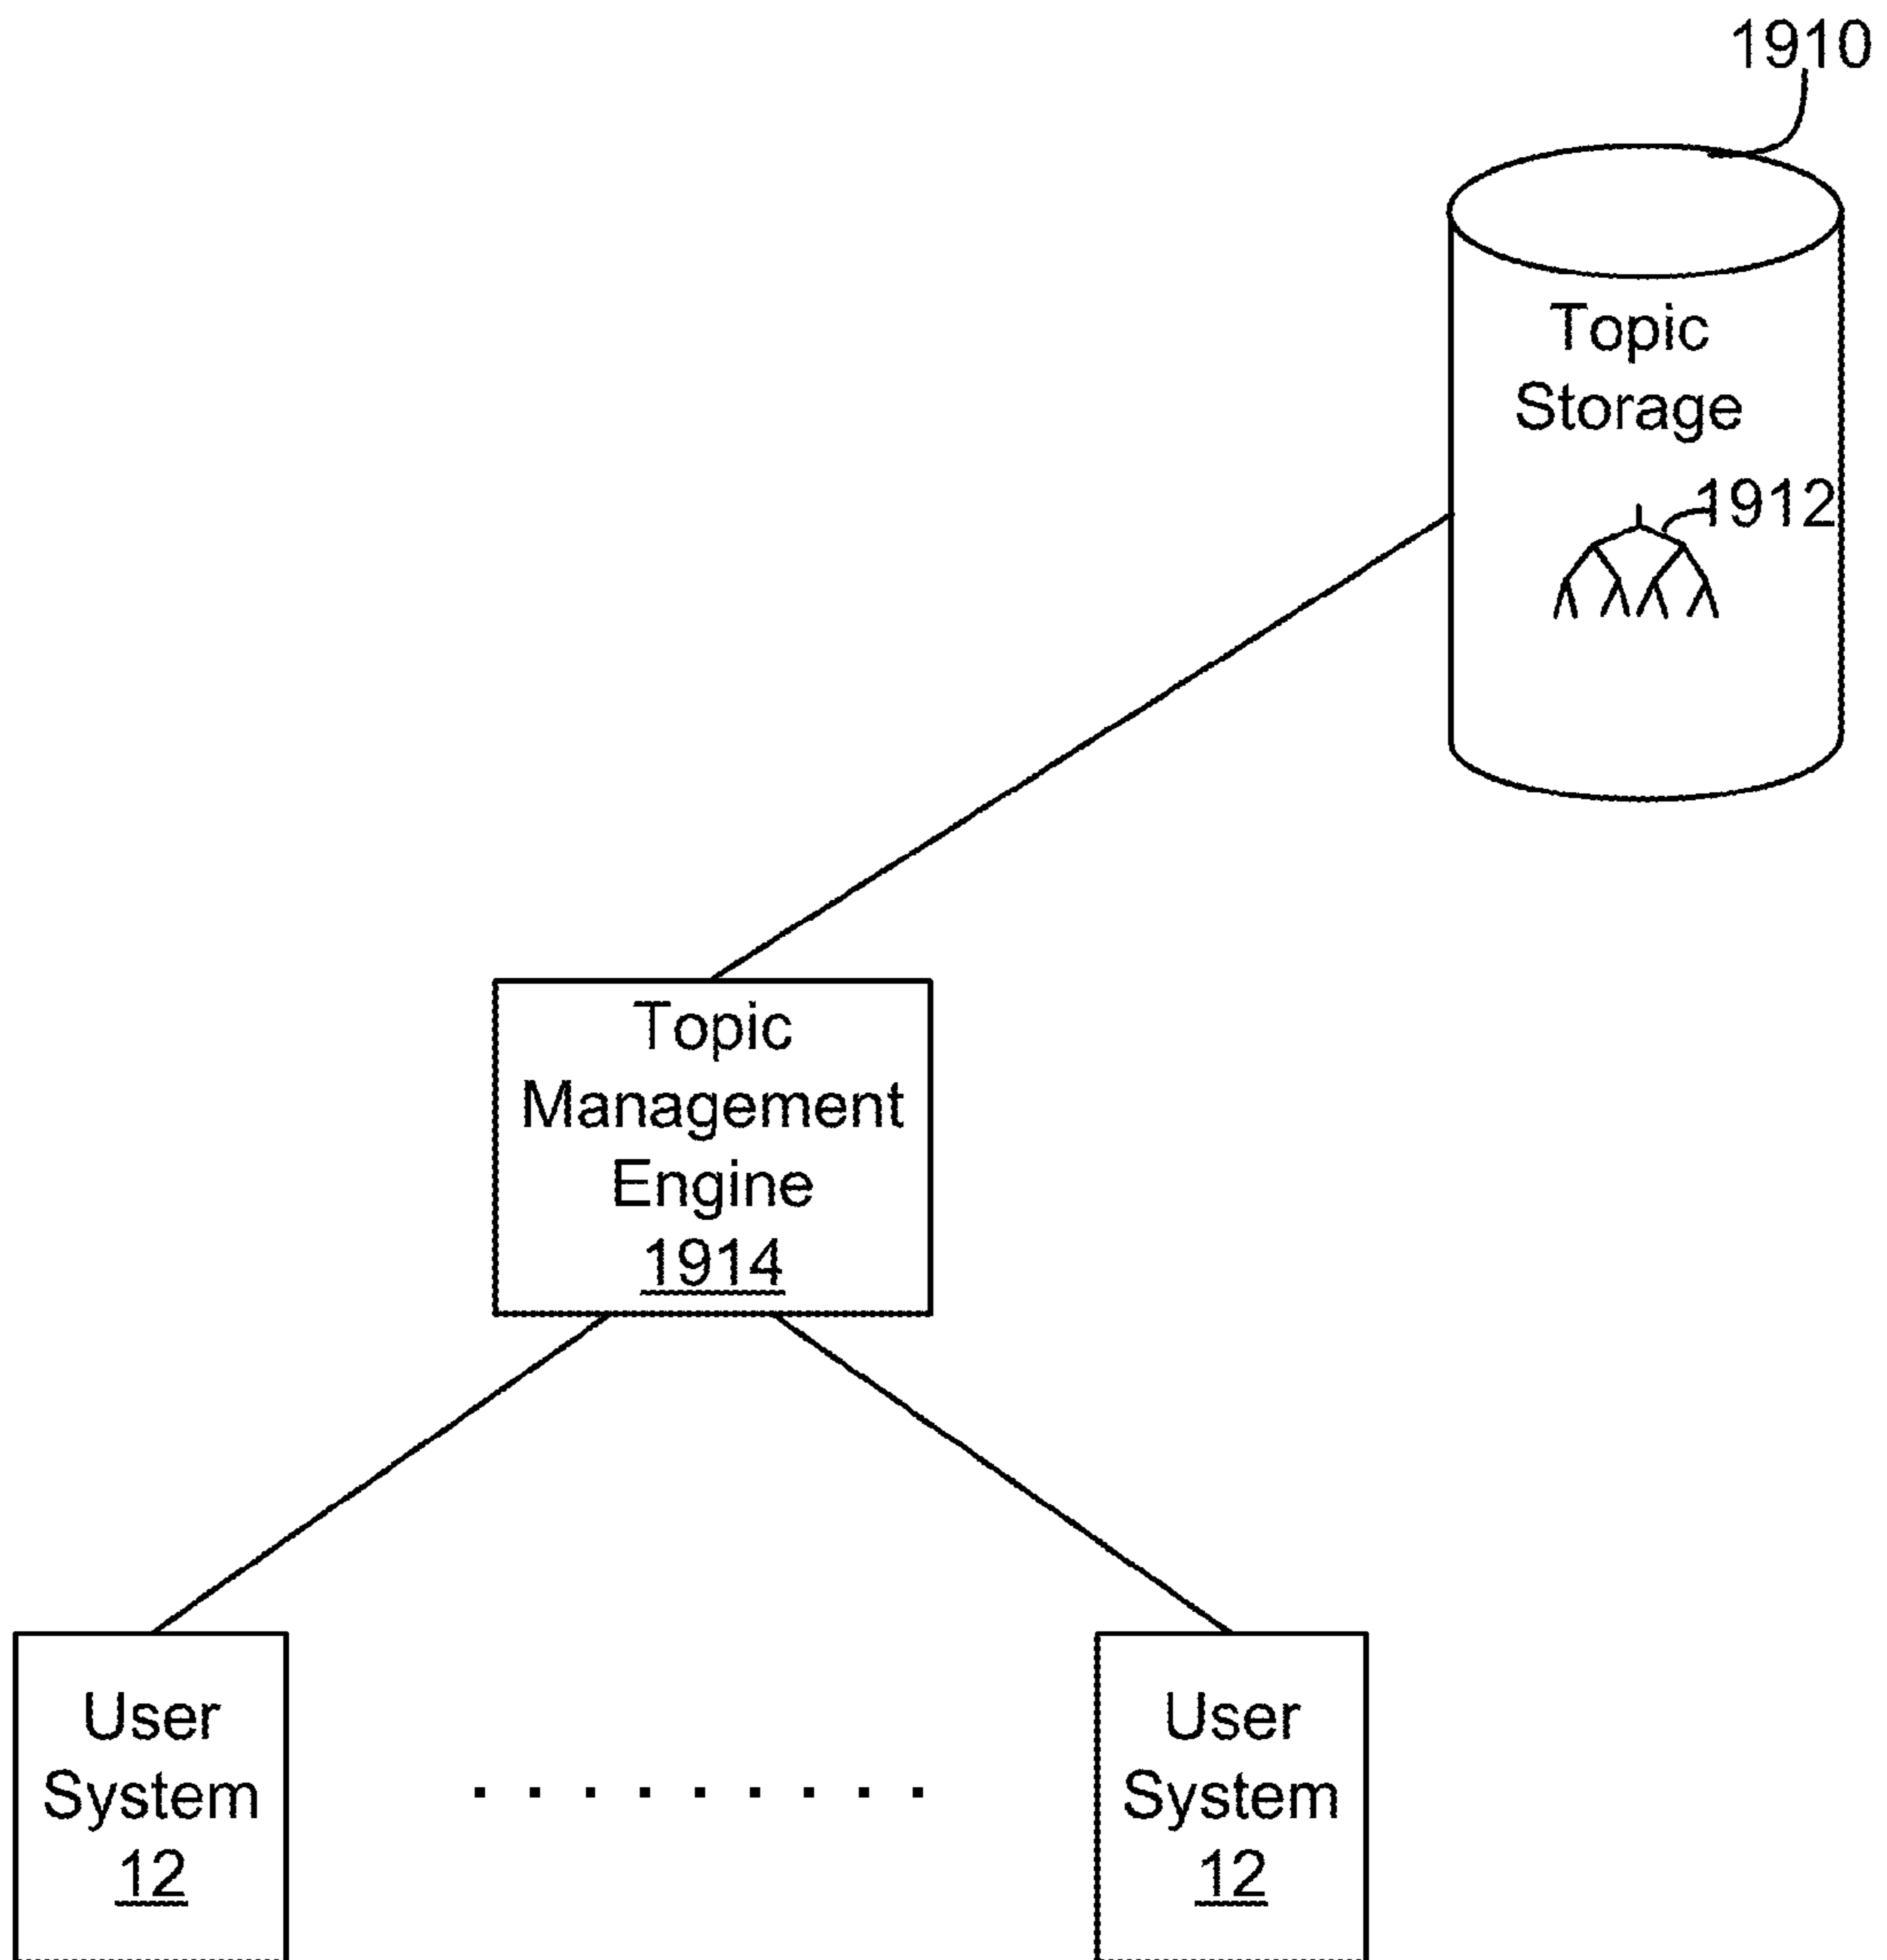 1910
Topic
Storage
1912
Topic
Management
Engine
1914
User
System
12
. . . . . . . . .
User
System
12